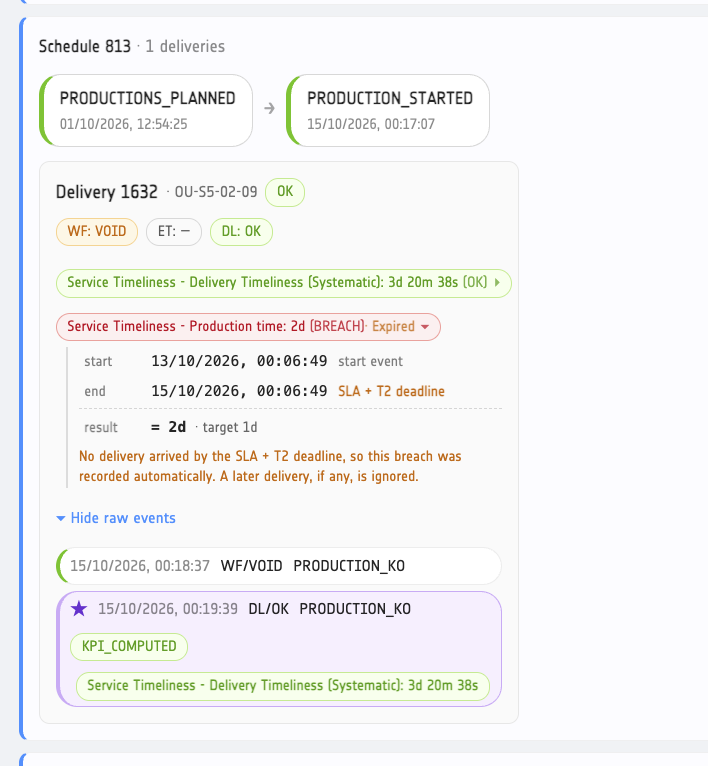 Schedule 813 · 1 deliveries
PRODUCTIONS_PLANNED
01/10/2026, 12:54:25
→
PRODUCTION_STARTED
15/10/2026, 00:17:07
Delivery 1632 · OU-S5-02-09 OK
WF: VOID ET: — DL: OK
Service Timeliness - Delivery Timeliness (Systematic): 3d 20m 38s (OK)
Service Timeliness - Production time: 2d (BREACH)· Expired
start 13/10/2026, 00:06:49 start event
end 15/10/2026, 00:06:49 SLA + T2 deadline
result = 2d · target 1d
No delivery arrived by the SLA + T2 deadline, so this breach was
recorded automatically. A later delivery, if any, is ignored.
Hide raw events
15/10/2026, 00:18:37 WF/VOID PRODUCTION_KO
★ 15/10/2026, 00:19:39 DL/OK PRODUCTION_KO
KPI_COMPUTED
Service Timeliness - Delivery Timeliness (Systematic): 3d 20m 38s